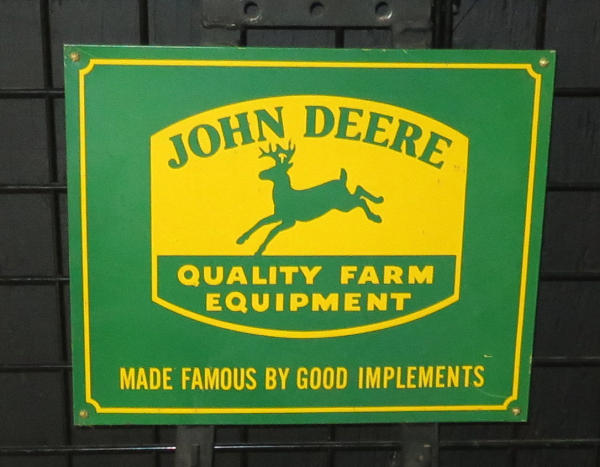 JOHN DEERE
QUALITY FARM
EQUIPMENT
MADE FAMOUS BY GOOD IMPLEMENTS